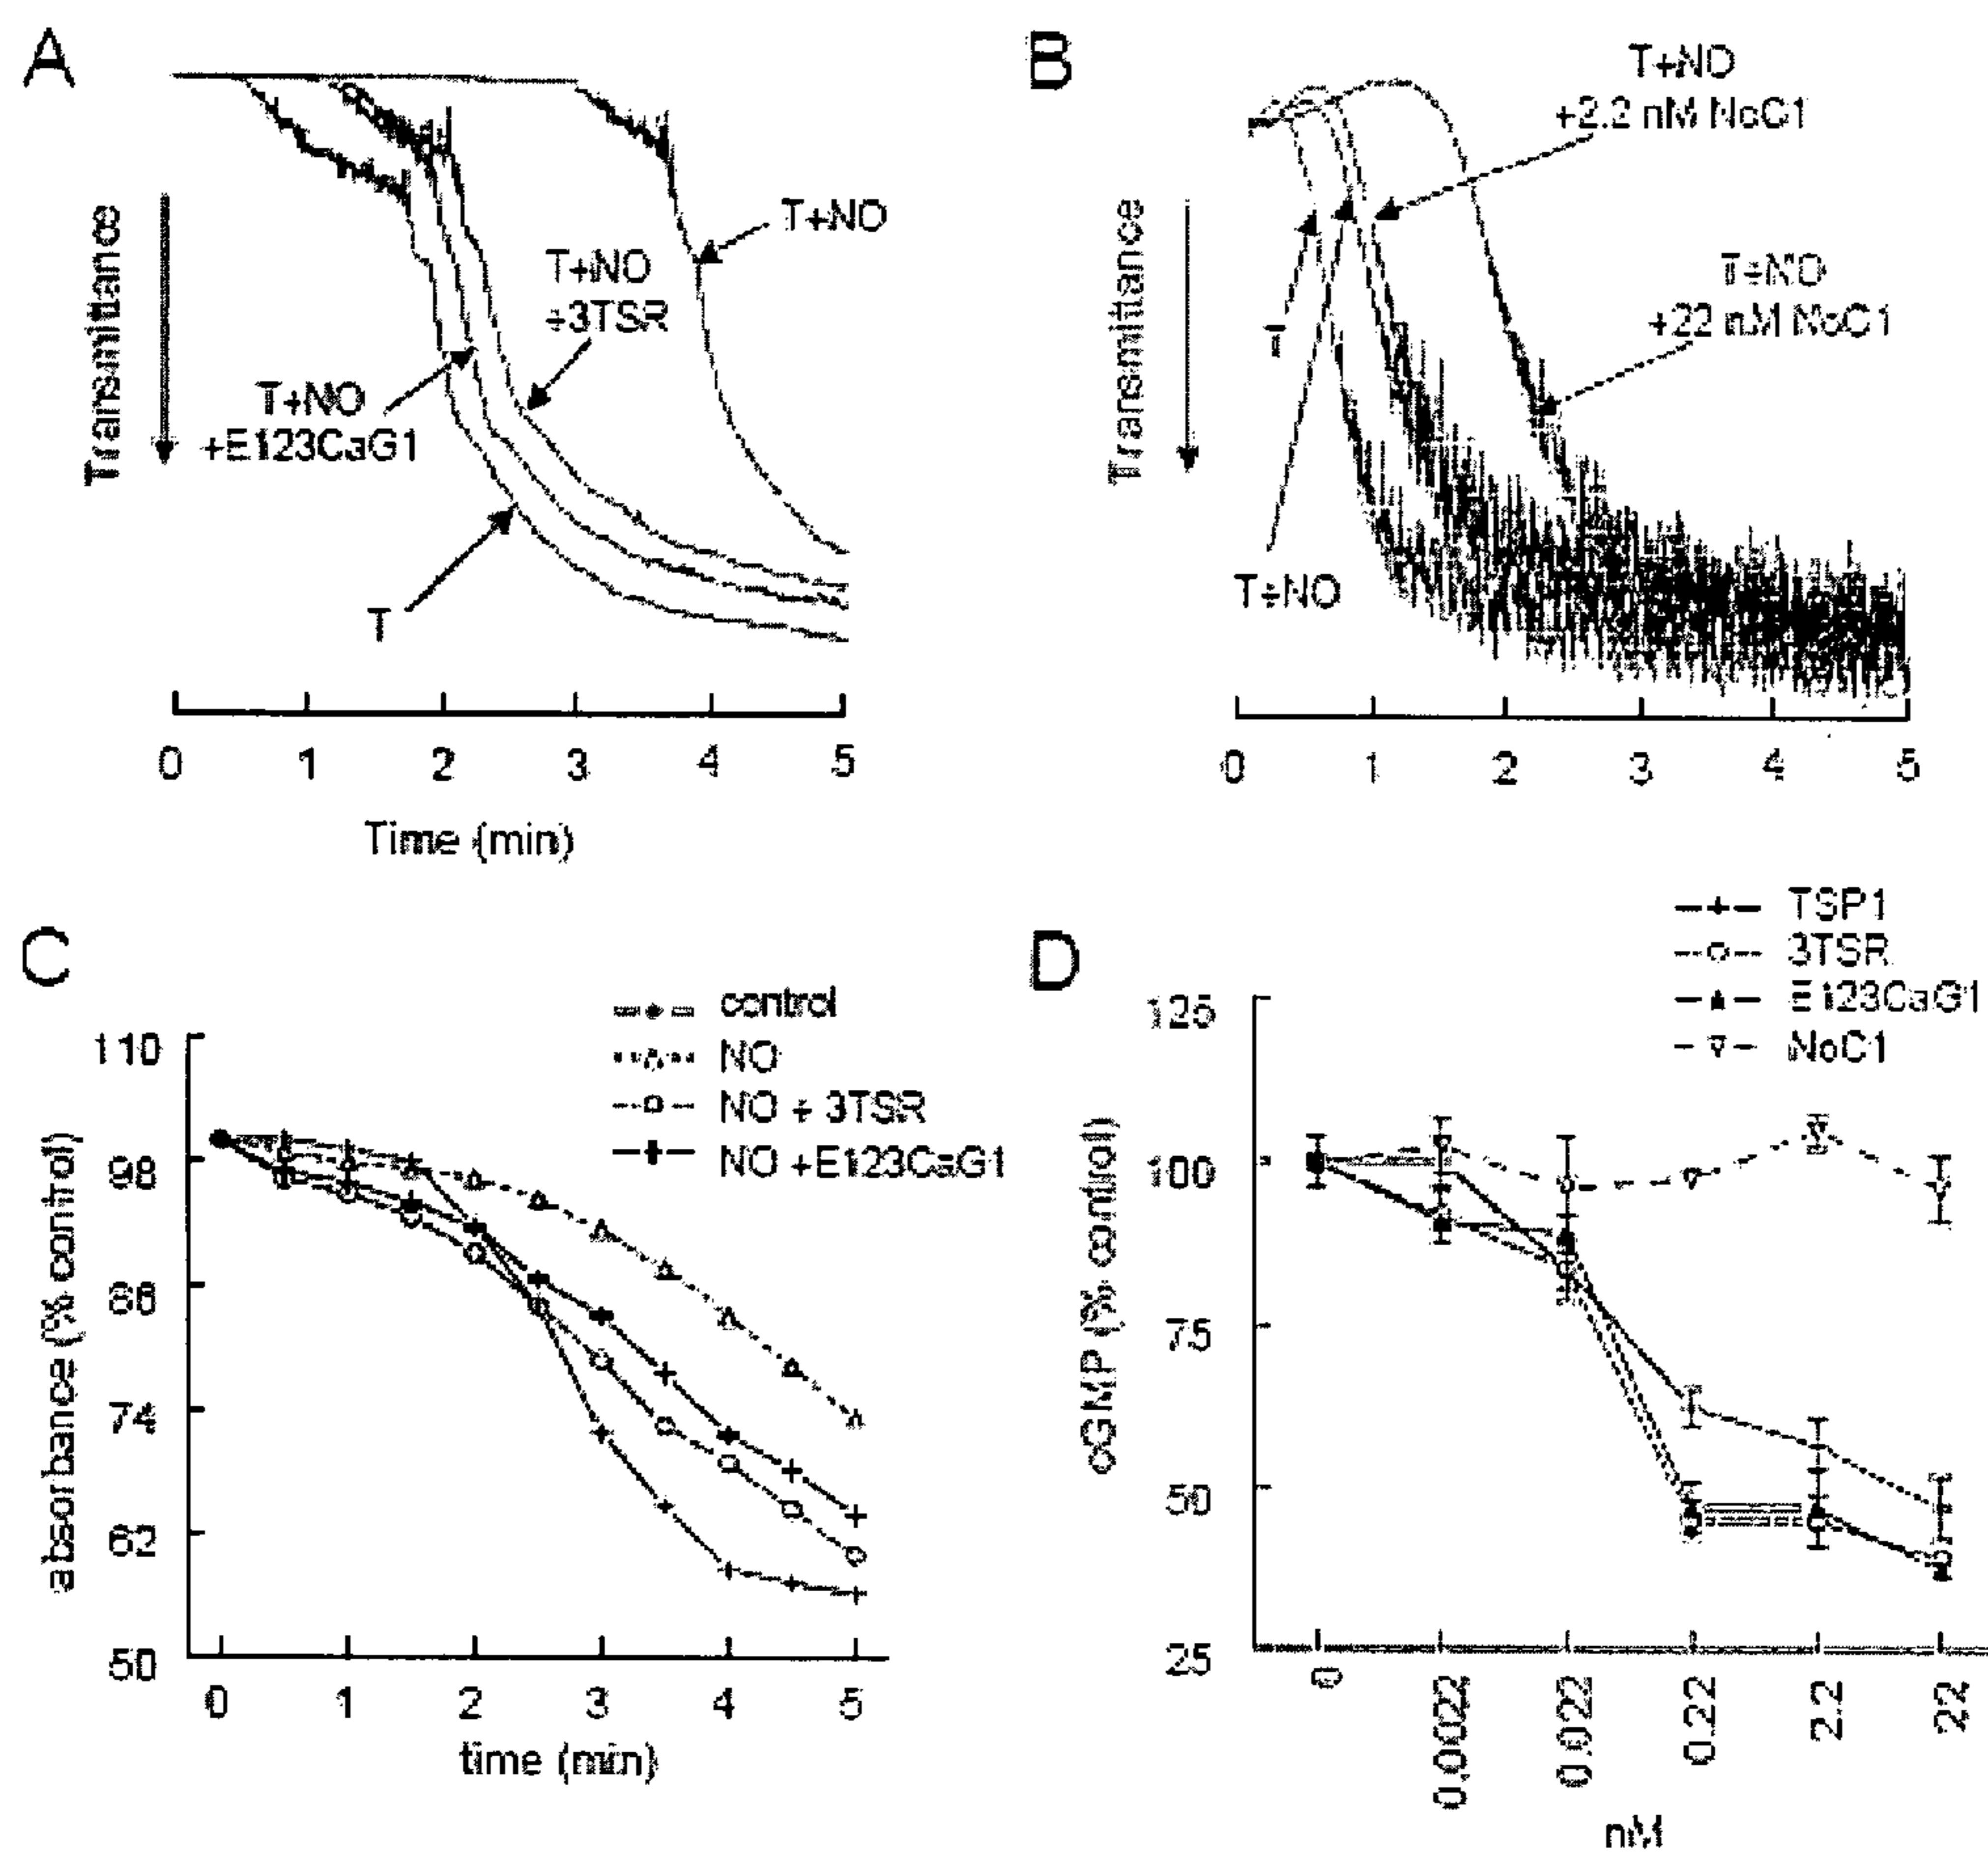 A
Transmittance
T+NO
T+NO
+3TSR
T+NO
+E123CaG1
T
0 1 2 3 4 5
Time (min)
B
Transmittance
T+NO
+2.2 nM NoC1
T+NO
+22 nM NoC1
T
T+NO
0 1 2 3 4 5
C
control
NO
NO + 3TSR
NO +E123CaG1
absorbance (% control)
110
98
86
74
62
50
0 1 2 3 4 5
time (min)
D
TSP1
3TSR
E123CaG1
NoC1
cGMP (% control)
125
100
75
50
25
0 0.002 0.022 0.22 2.2 22
nM